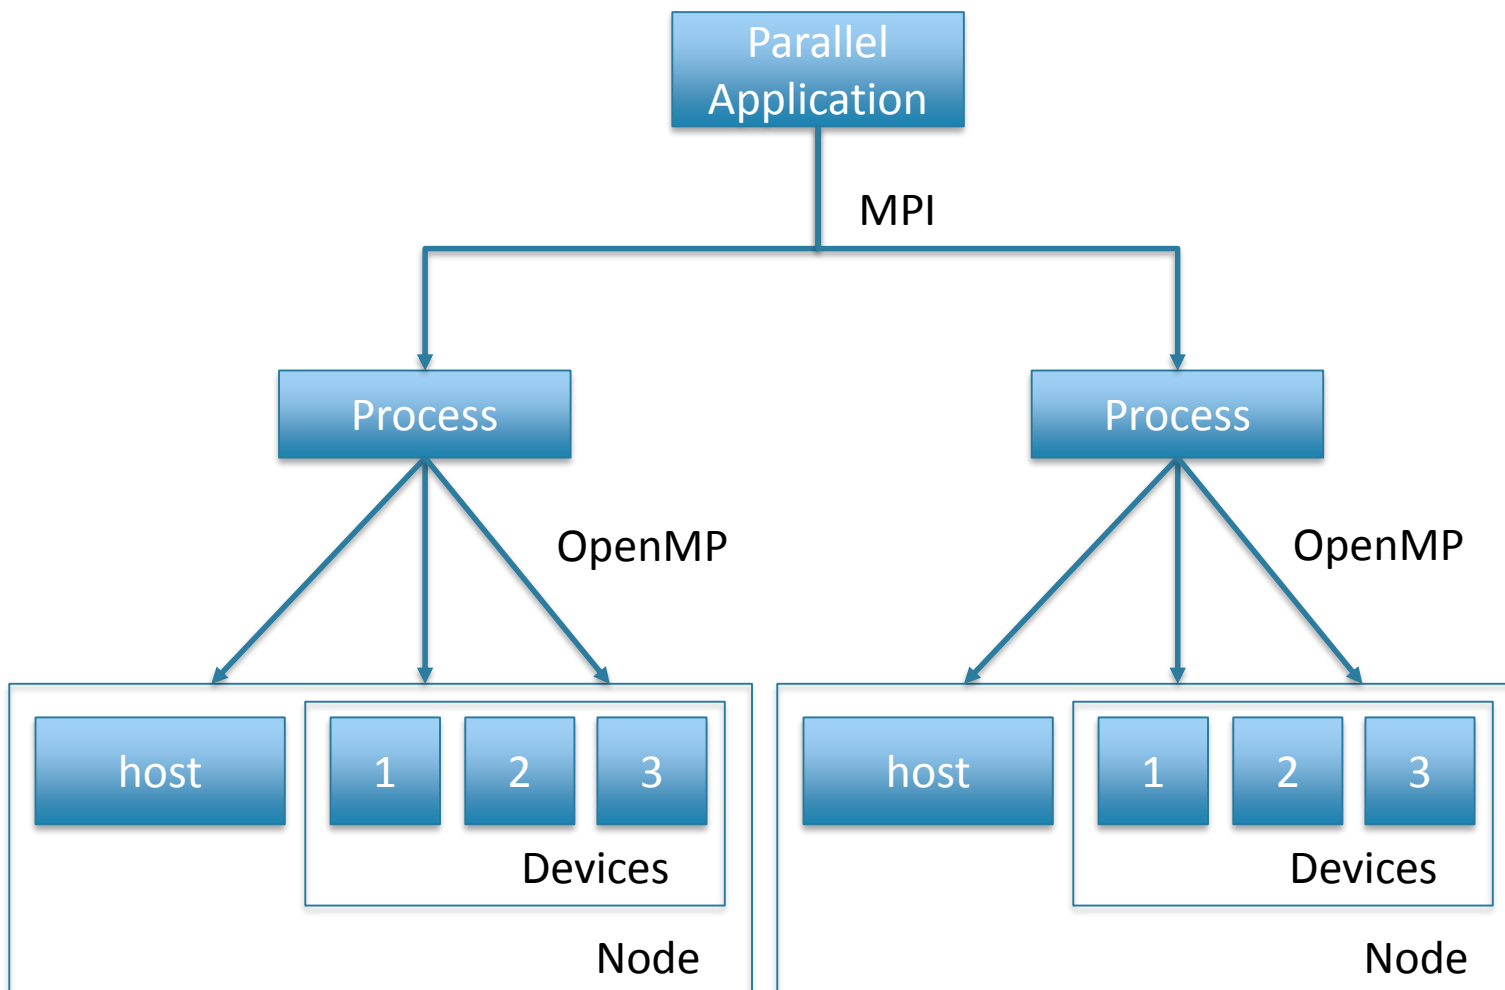 Parallel
Application
MPI
Process
Process
OpenMP
OpenMP
host
1
2
3
host
1
2
3
Devices
Devices
Node
Node